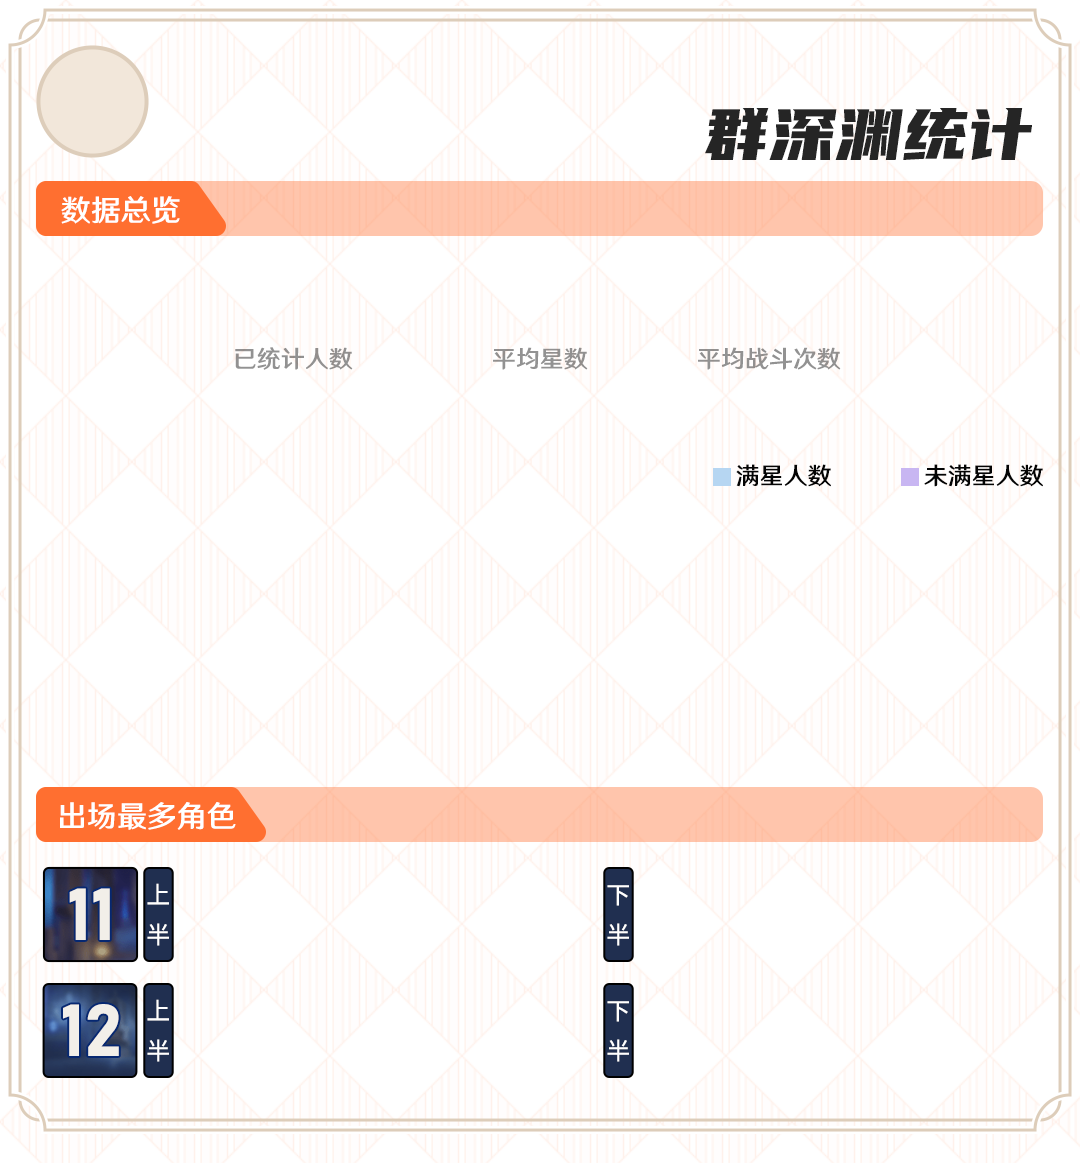 群深渊统计
数据总览
已统计人数 平均星数 平均战斗次数
满星人数 未满星人数
出场最多角色
11 上半 下半
12 上半 下半